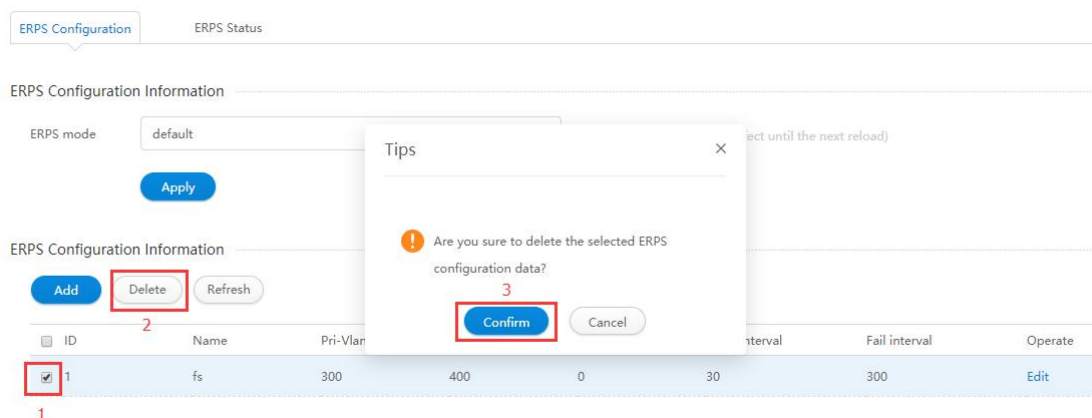 ERPS Configuration ERPS Status
ERPS Configuration Information
ERPS mode default
until the next reload)
Apply
Tips ×
Are you sure to delete the selected ERPS
configuration data?
3
Confirm Cancel
ERPS Configuration Information
Add Delete Refresh
2
ID Name Pri-Vlan Fail interval Operate
1 fs 300 400 0 30 300 Edit
1